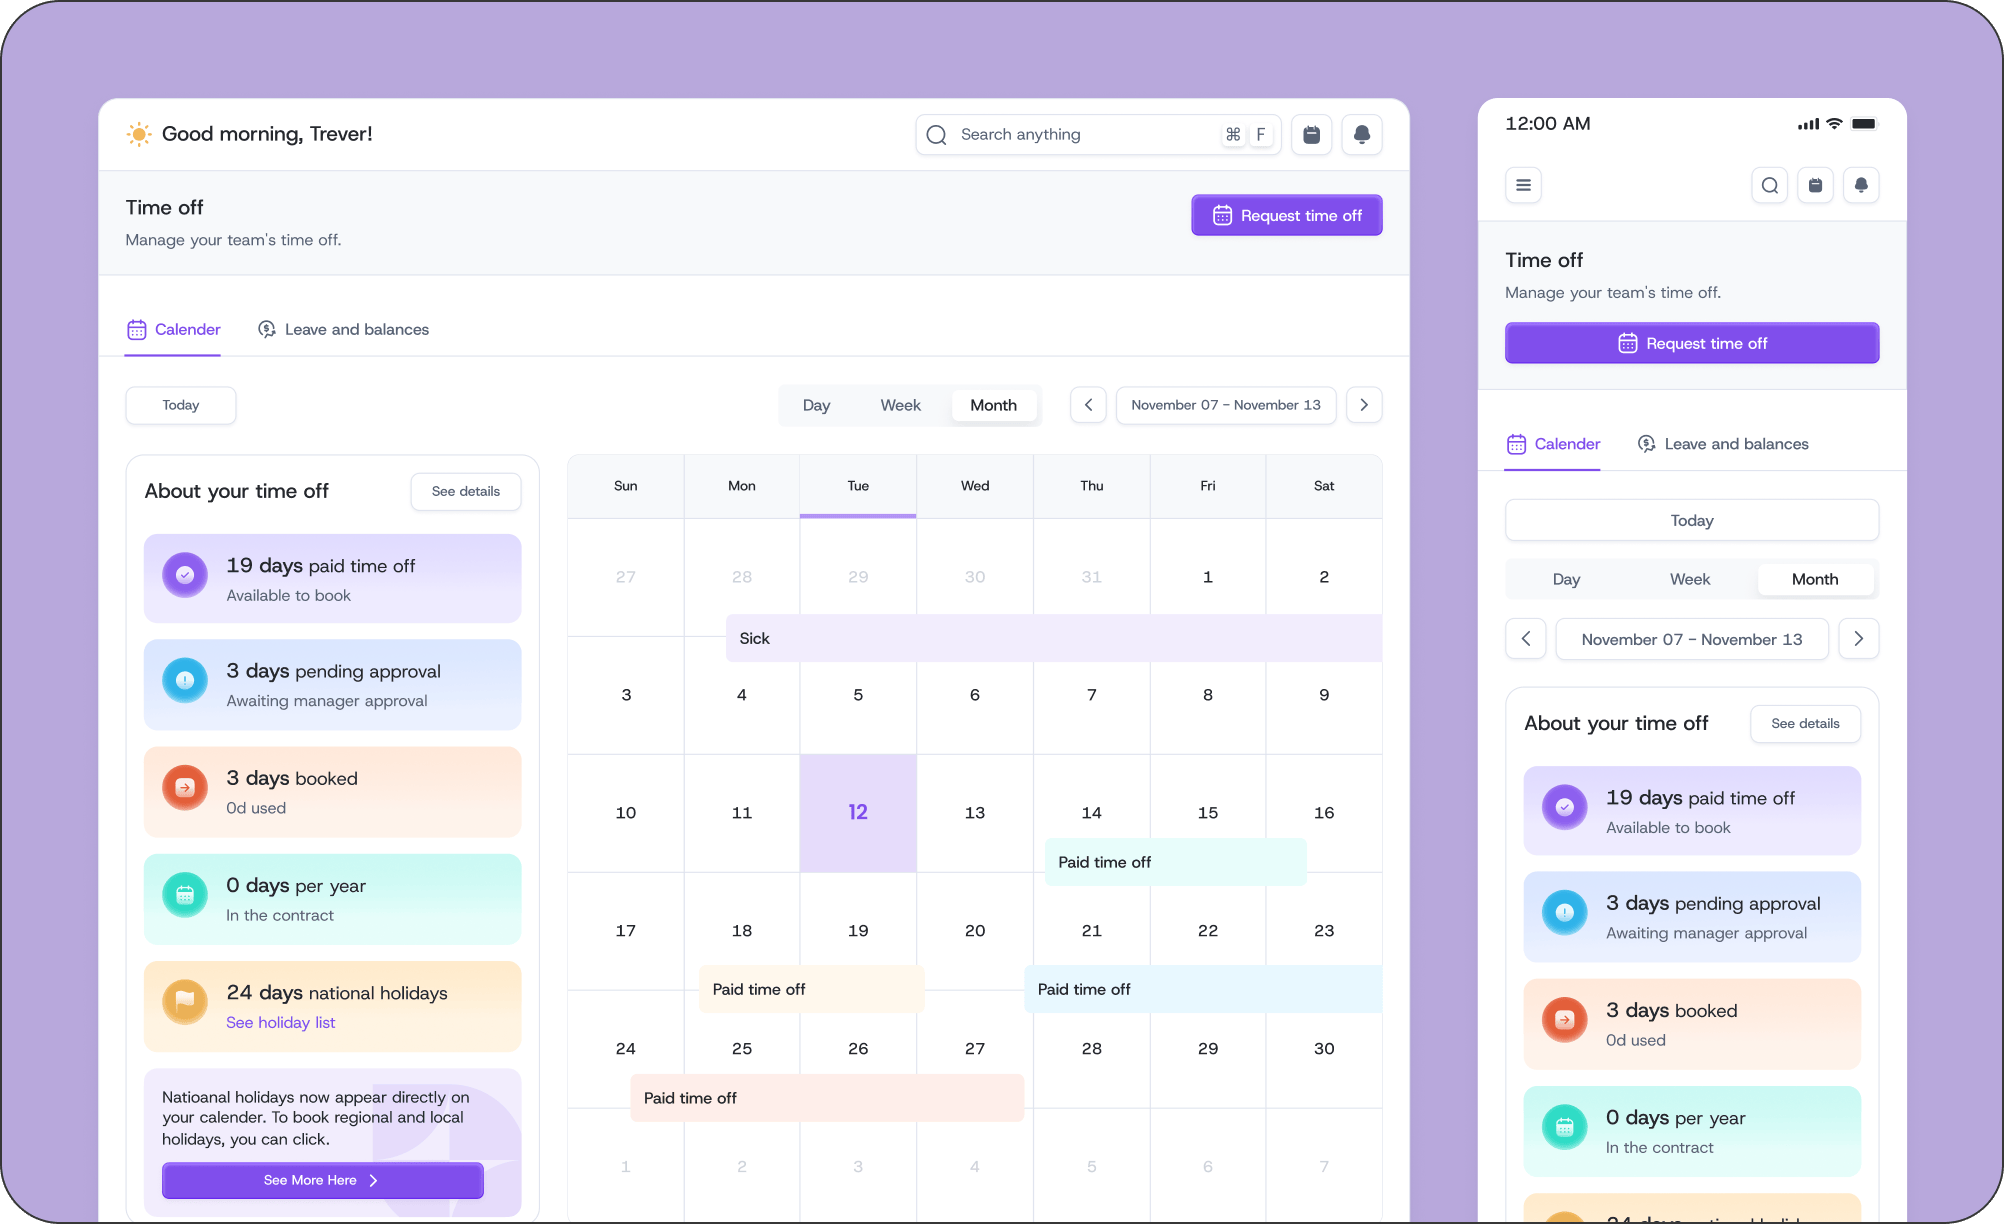 Good morning, Trever!
Search anything
⌘ F
Time off
Manage your team's time off.
Request time off
Calender
Leave and balances
Today
Day Week Month
November 07 - November 13
About your time off
See details
19 days paid time off
Available to book
3 days pending approval
Awaiting manager approval
3 days booked
0d used
0 days per year
In the contract
24 days national holidays
See holiday list
Natioanal holidays now appear directly on
your calender. To book regional and local
holidays, you can click.
See More Here
Sun Mon Tue Wed Thu Fri Sat
27 28 29 30 31 1 2
Sick
3 4 5 6 7 8 9
10 11 12 13 14 15 16
Paid time off
17 18 19 20 21 22 23
Paid time off
Paid time off
24 25 26 27 28 29 30
Paid time off
1 2 3 4 5 6 7
12:00 AM
Time off
Manage your team's time off.
Request time off
Calender
Leave and balances
Today
Day Week Month
November 07 - November 13
About your time off
See details
19 days paid time off
Available to book
3 days pending approval
Awaiting manager approval
3 days booked
0d used
0 days per year
In the contract